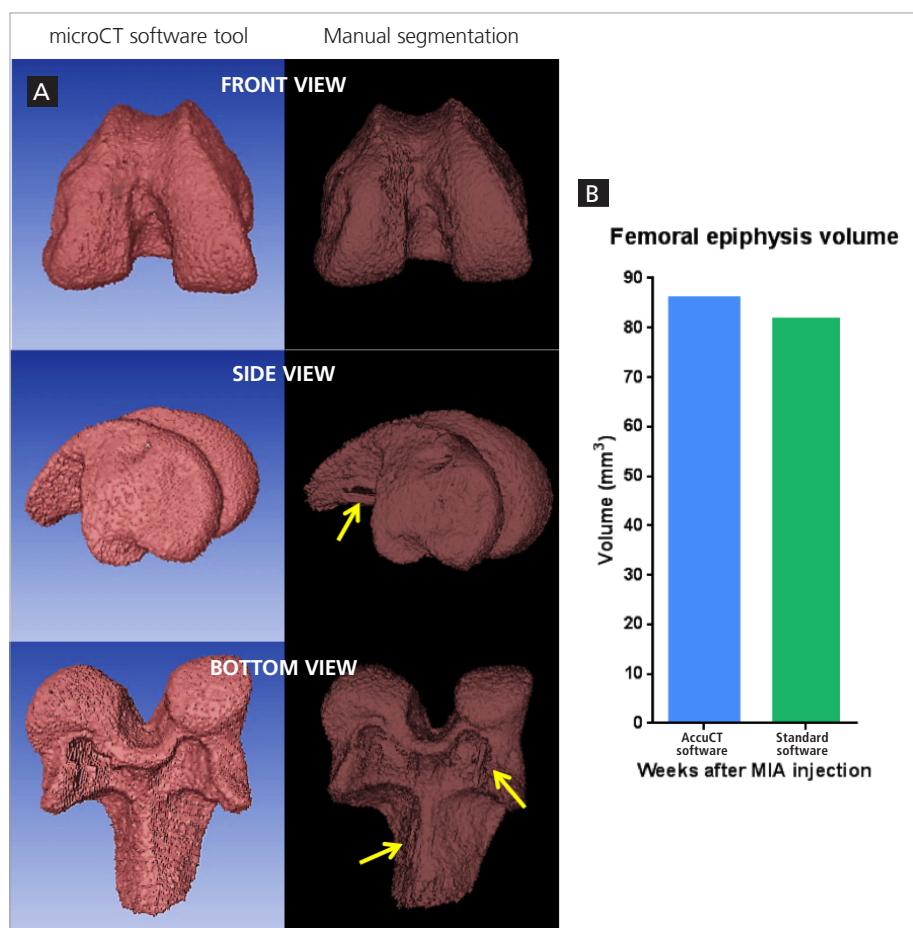 microCT software tool
Manual segmentation
A
FRONT VIEW
SIDE VIEW
BOTTOM VIEW
B
Femoral epiphysis volume
90
80
70
60
50
40
30
20
10
0
Volume (mm³)
AccuCT
software
Standard
software
Weeks after MIA injection